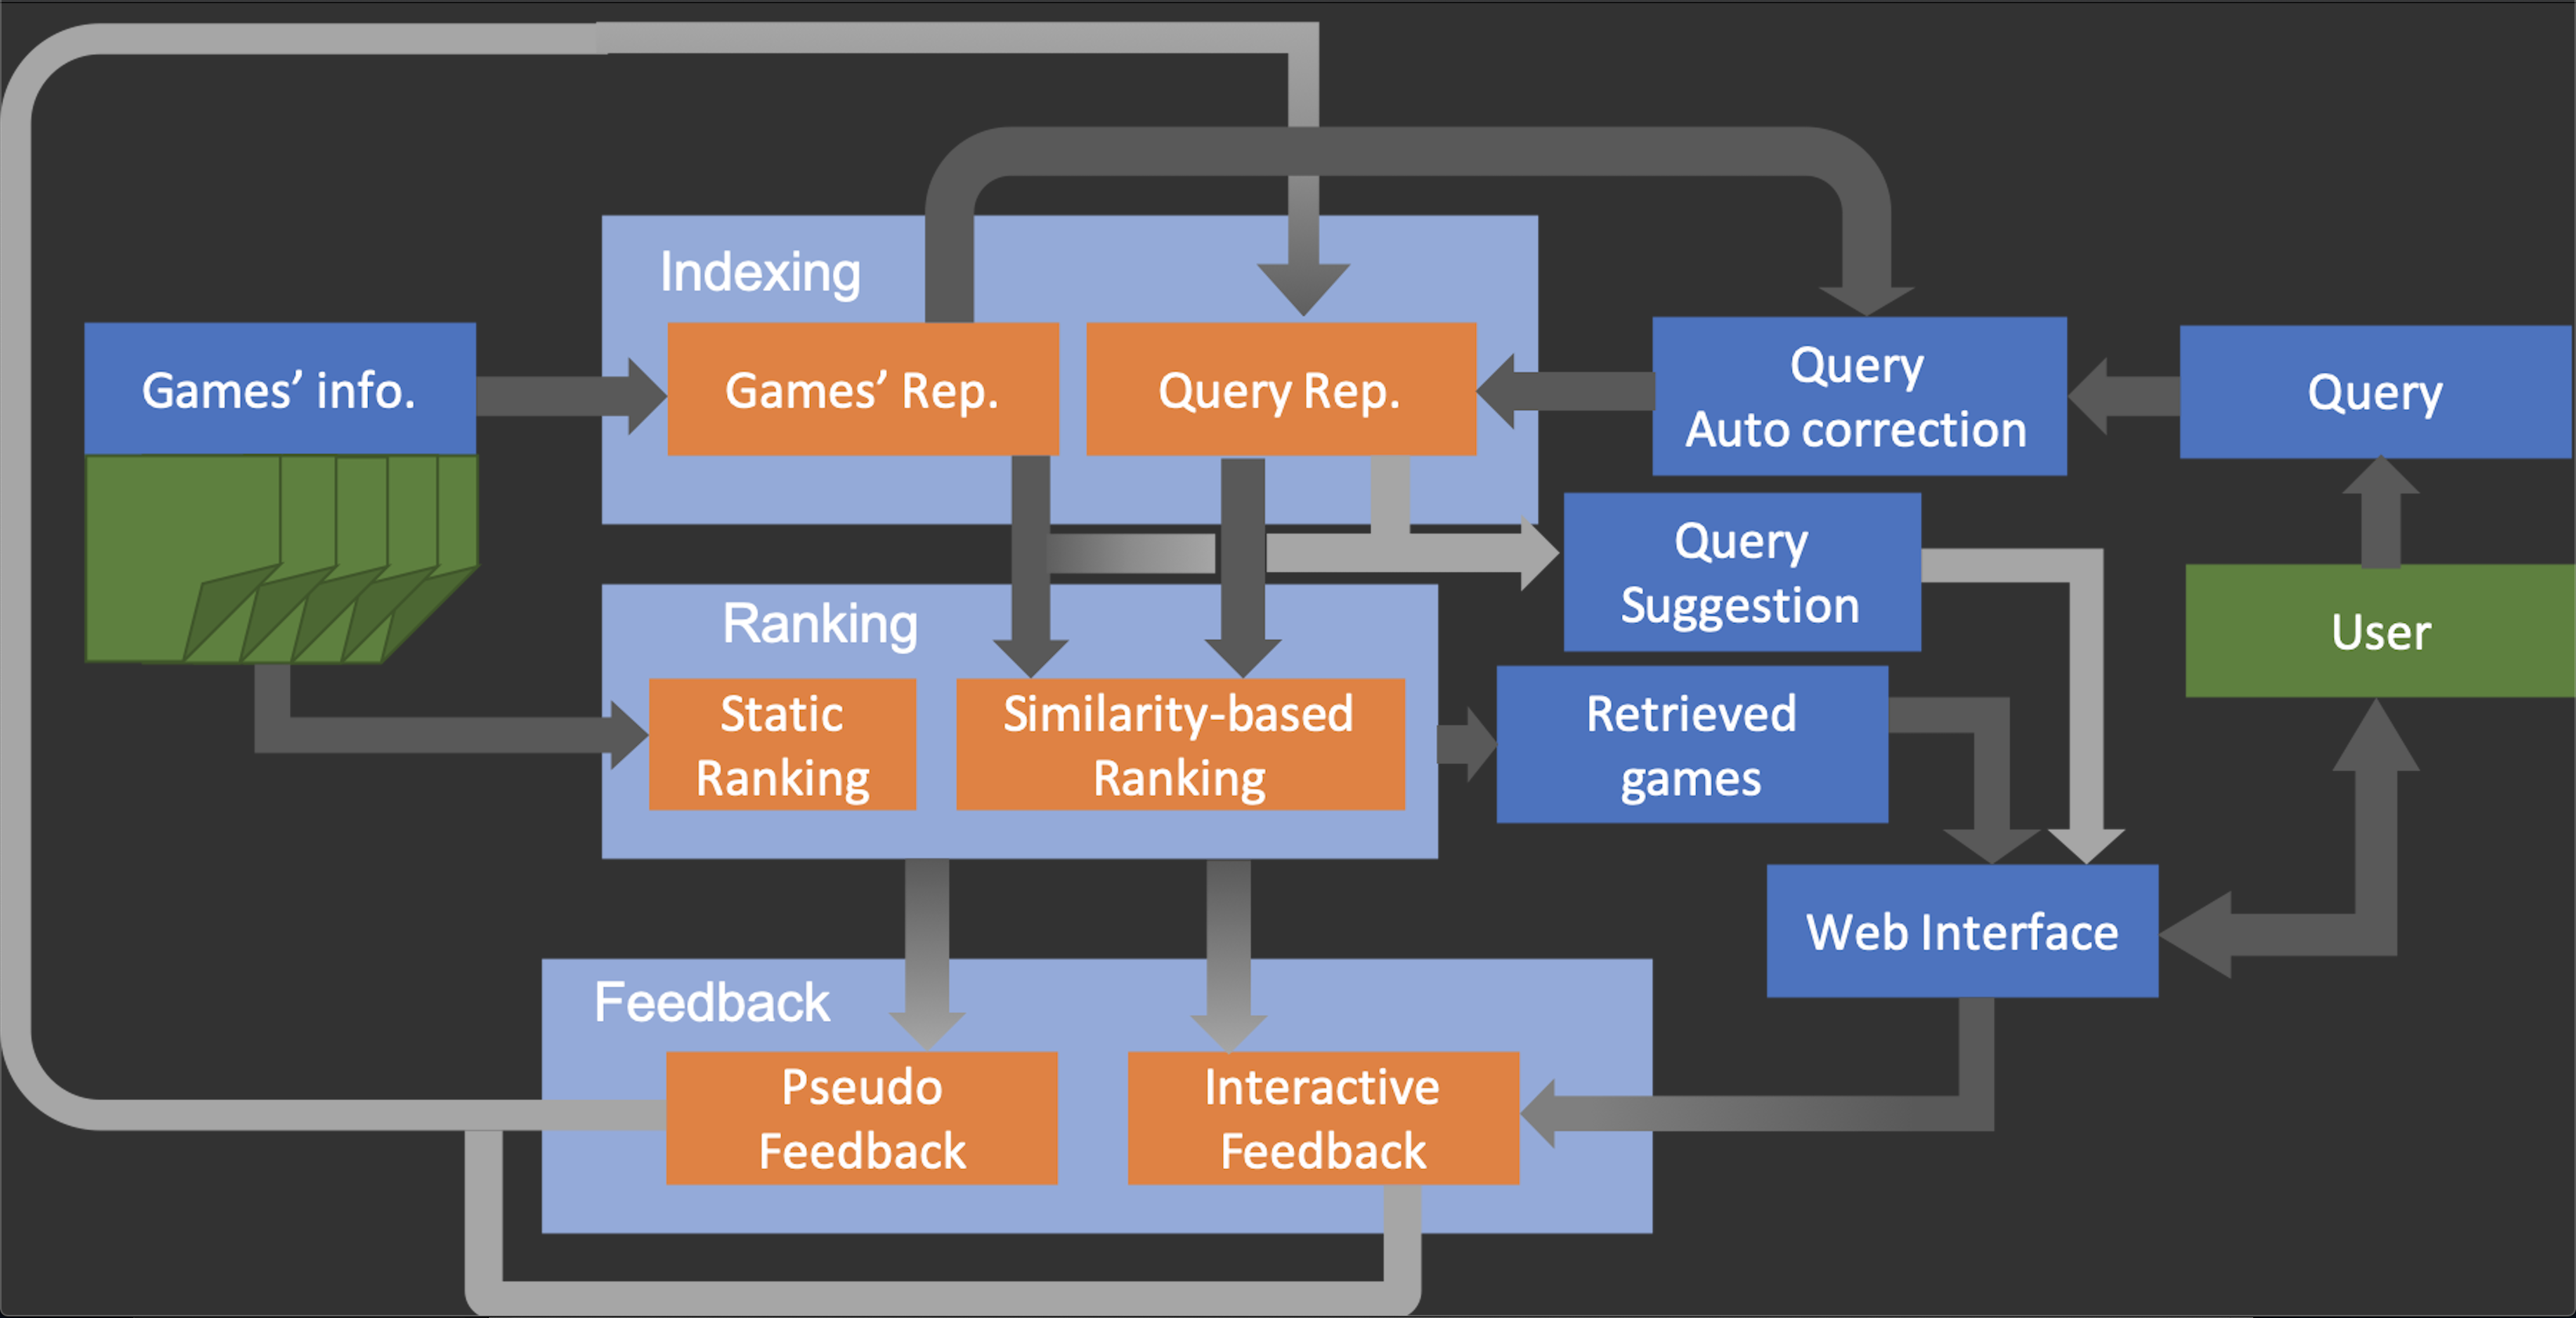 Indexing
Games’ info.
Games’ Rep.
Query Rep.
Query
Auto correction
Query
Query
Suggestion
User
Ranking
Static
Ranking
Similarity-based
Ranking
Retrieved
games
Web Interface
Feedback
Pseudo
Feedback
Interactive
Feedback